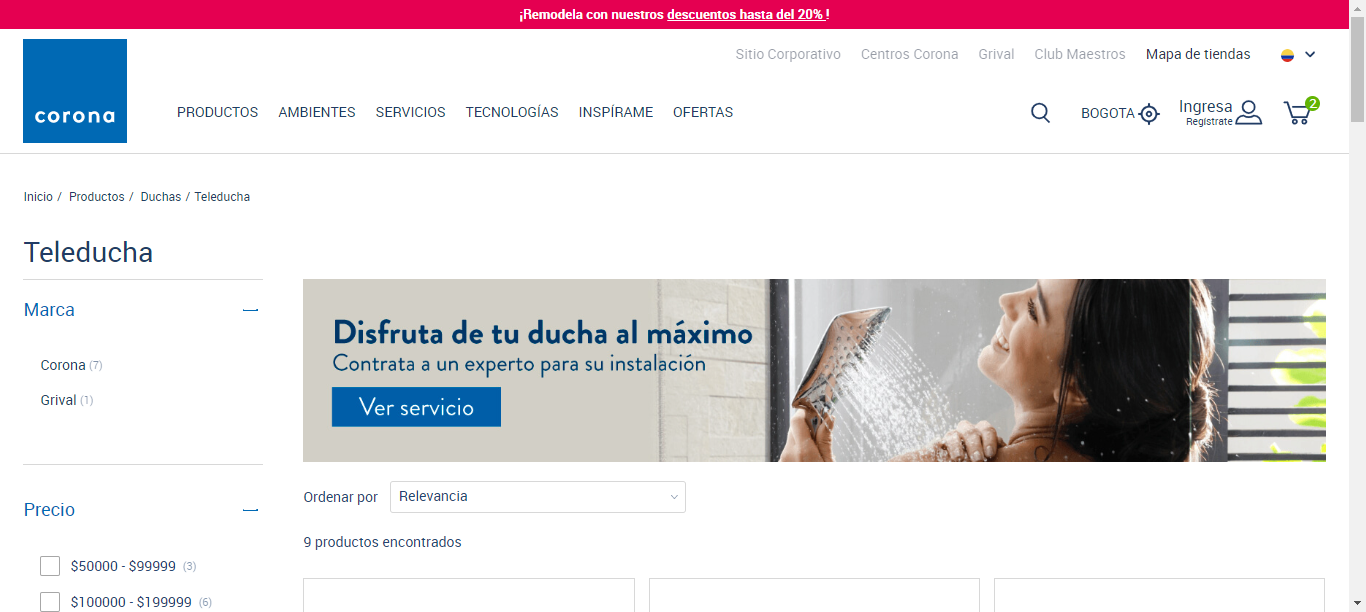 ¡Remodela con nuestros descuentos hasta del 20% !
Sitio Corporativo Centros Corona Grival Club Maestros Mapa de tiendas
corona
PRODUCTOS AMBIENTES SERVICIOS TECNOLOGÍAS INSPÍRAME OFERTAS
BOGOTA
Ingresa
Regístrate
2
Inicio / Productos / Duchas / Teleducha
Teleducha
Marca
Corona (7)
Grival (1)
Precio
$50000 - $99999 (3)
$100000 - $199999 (6)
Disfruta de tu ducha al máximo
Contrata a un experto para su instalación
Ver servicio
Ordenar por Relevancia
9 productos encontrados